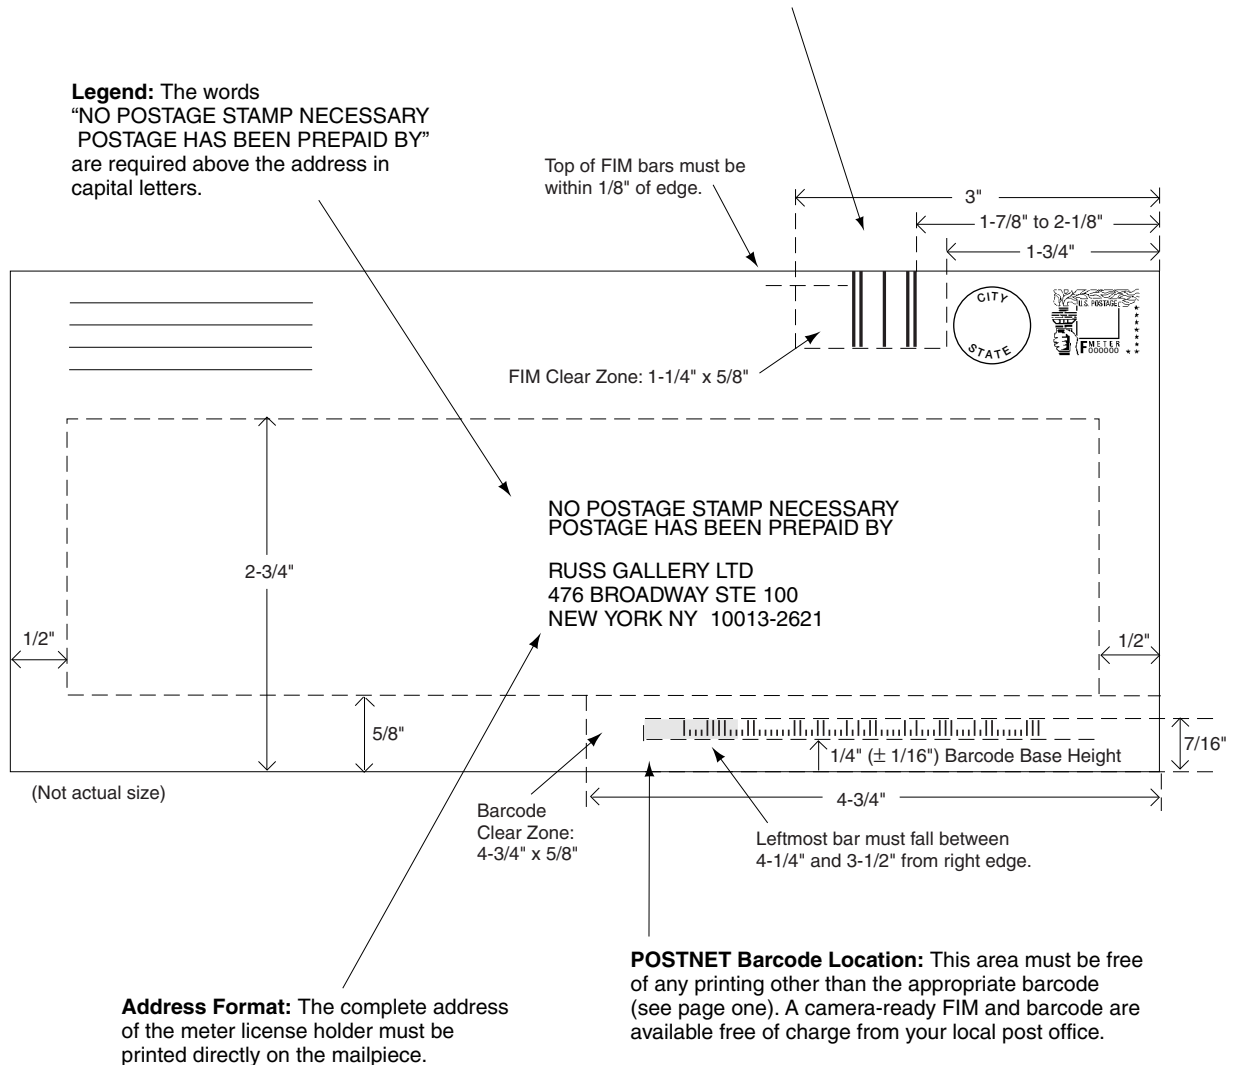 Legend: The words
“NO POSTAGE STAMP NECESSARY
POSTAGE HAS BEEN PREPAID BY”
are required above the address in
capital letters.
Top of FIM bars must be
within 1/8" of edge.
3"
1-7/8" to 2-1/8"
1-3/4"
CITY
STATE
U.S. POSTAGE
F METER
000000
FIM Clear Zone: 1-1/4" x 5/8"
NO POSTAGE STAMP NECESSARY
POSTAGE HAS BEEN PREPAID BY
RUSS GALLERY LTD
476 BROADWAY STE 100
NEW YORK NY 10013-2621
2-3/4"
1/2"
1/2"
5/8"
1/4" (± 1/16") Barcode Base Height
7/16"
(Not actual size)
4-3/4"
Barcode
Clear Zone:
4-3/4" x 5/8"
Leftmost bar must fall between
4-1/4" and 3-1/2" from right edge.
POSTNET Barcode Location: This area must be free
of any printing other than the appropriate barcode
(see page one). A camera-ready FIM and barcode are
available free of charge from your local post office.
Address Format: The complete address
of the meter license holder must be
printed directly on the mailpiece.